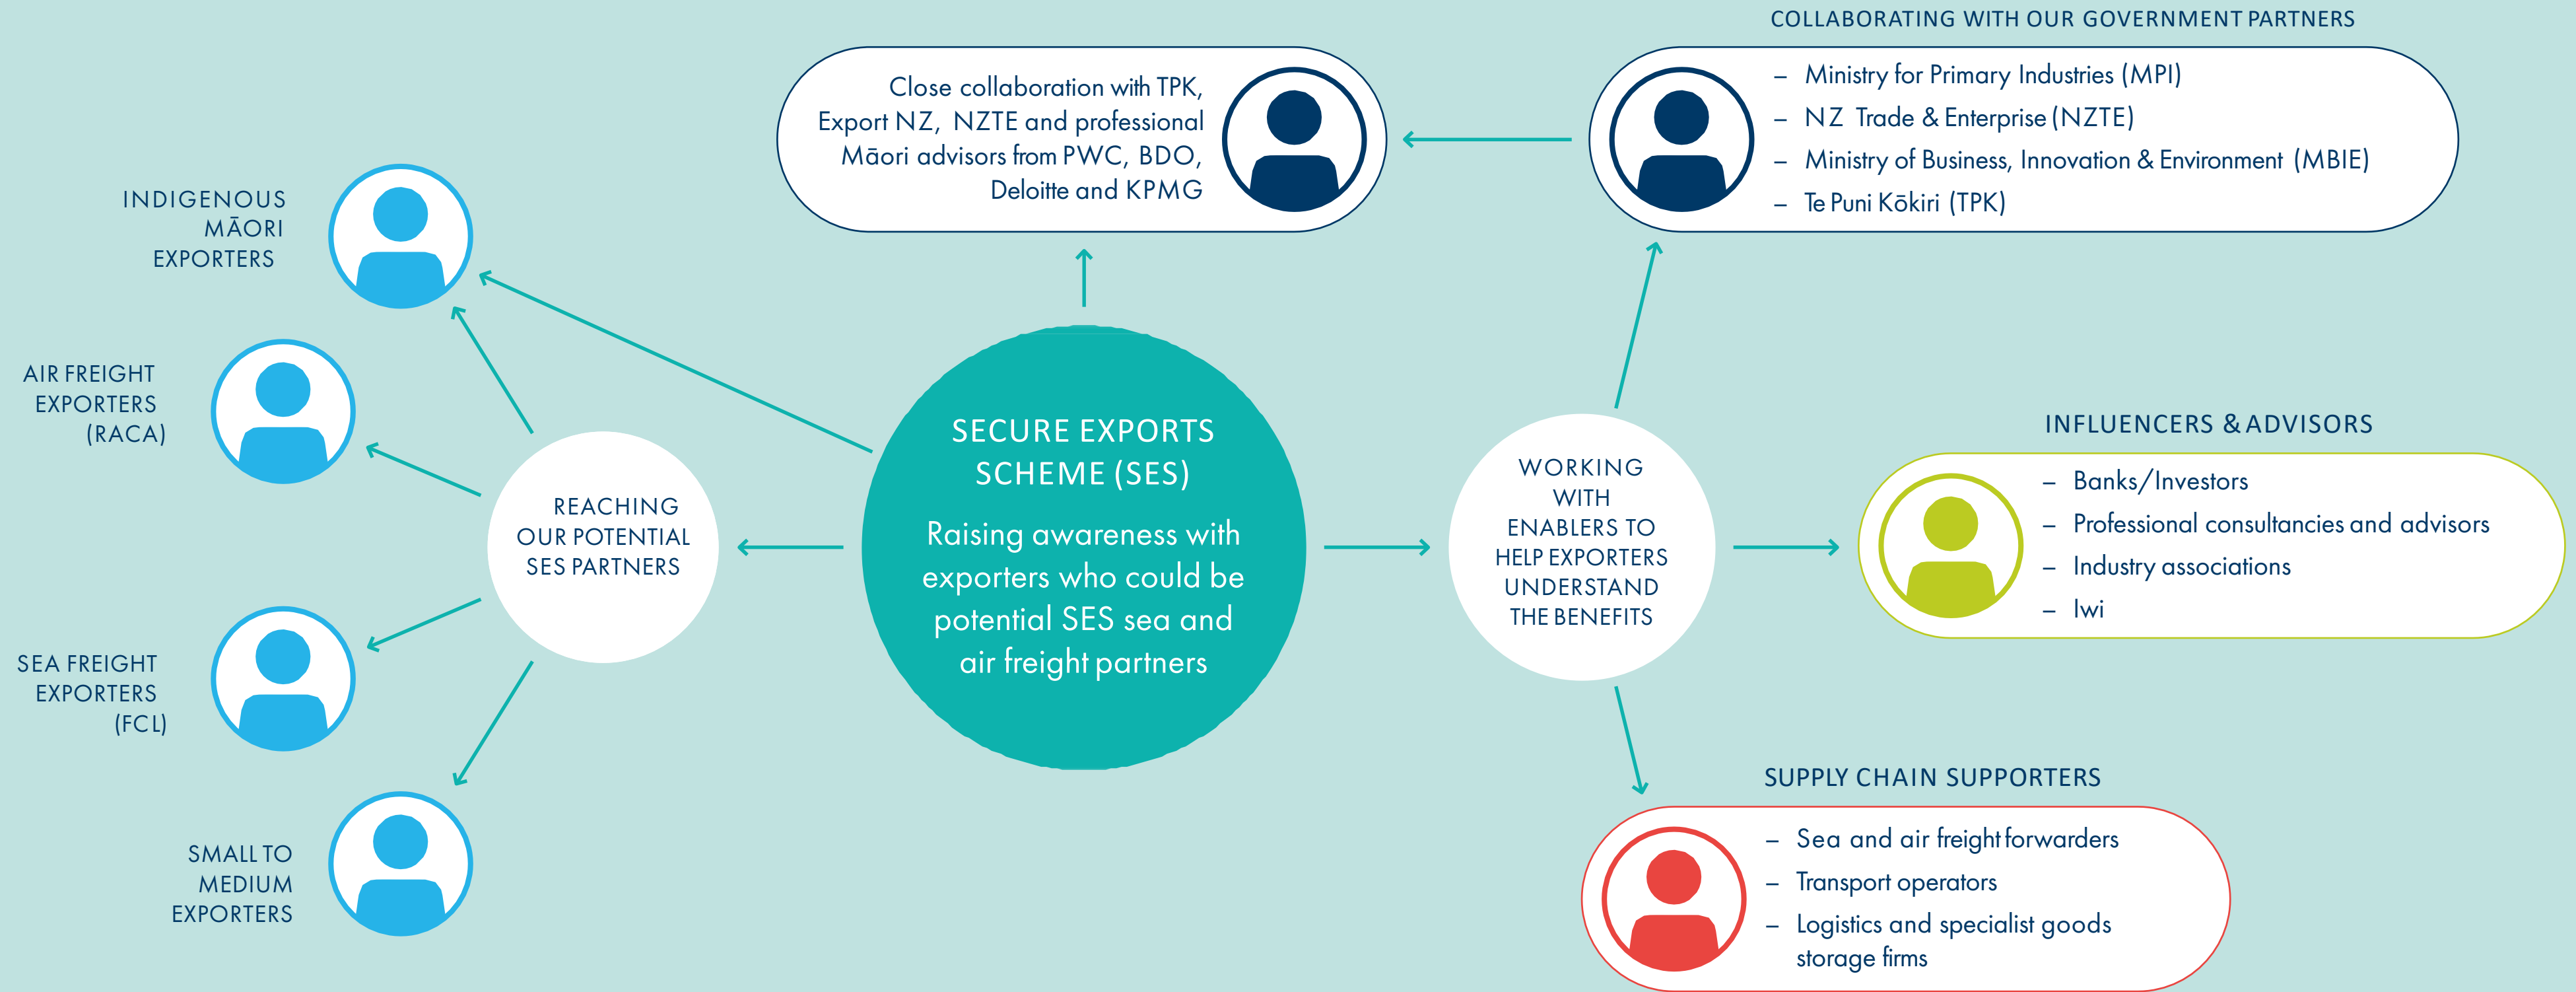 COLLABORATING WITH OUR GOVERNMENT PARTNERS
– Ministry for Primary Industries (MPI)
– NZ Trade & Enterprise (NZTE)
– Ministry of Business, Innovation & Environment (MBIE)
– Te Puni Kōkiri (TPK)
Close collaboration with TPK,
Export NZ, NZTE and professional
Māori advisors from PWC, BDO,
Deloitte and KPMG
INDIGENOUS
MĀORI
EXPORTERS
AIR FREIGHT
EXPORTERS
(RACA)
SEA FREIGHT
EXPORTERS
(FCL)
SMALL TO
MEDIUM
EXPORTERS
REACHING
OUR POTENTIAL
SES PARTNERS
SECURE EXPORTS
SCHEME (SES)
Raising awareness with
exporters who could be
potential SES sea and
air freight partners
WORKING
WITH
ENABLERS TO
HELP EXPORTERS
UNDERSTAND
THE BENEFITS
INFLUENCERS & ADVISORS
– Banks/Investors
– Professional consultancies and advisors
– Industry associations
– Iwi
SUPPLY CHAIN SUPPORTERS
– Sea and air freight forwarders
– Transport operators
– Logistics and specialist goods
storage firms